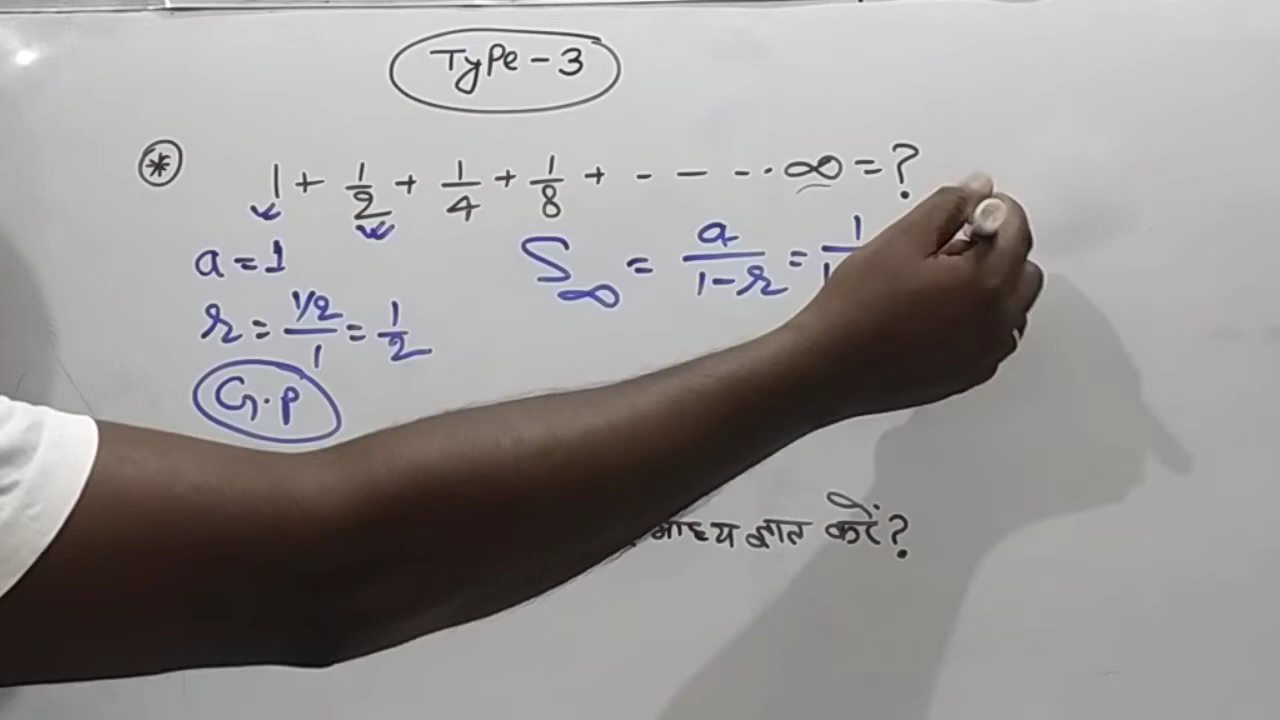 Type-3
* 1 + 1/2 + 1/4 + 1/8 + - - - .. ∞ = ?
a = 1
S∞ = a/1-r = 1/1
r = 1/2/1 = 1/2
G.P
ज्ञात करें?